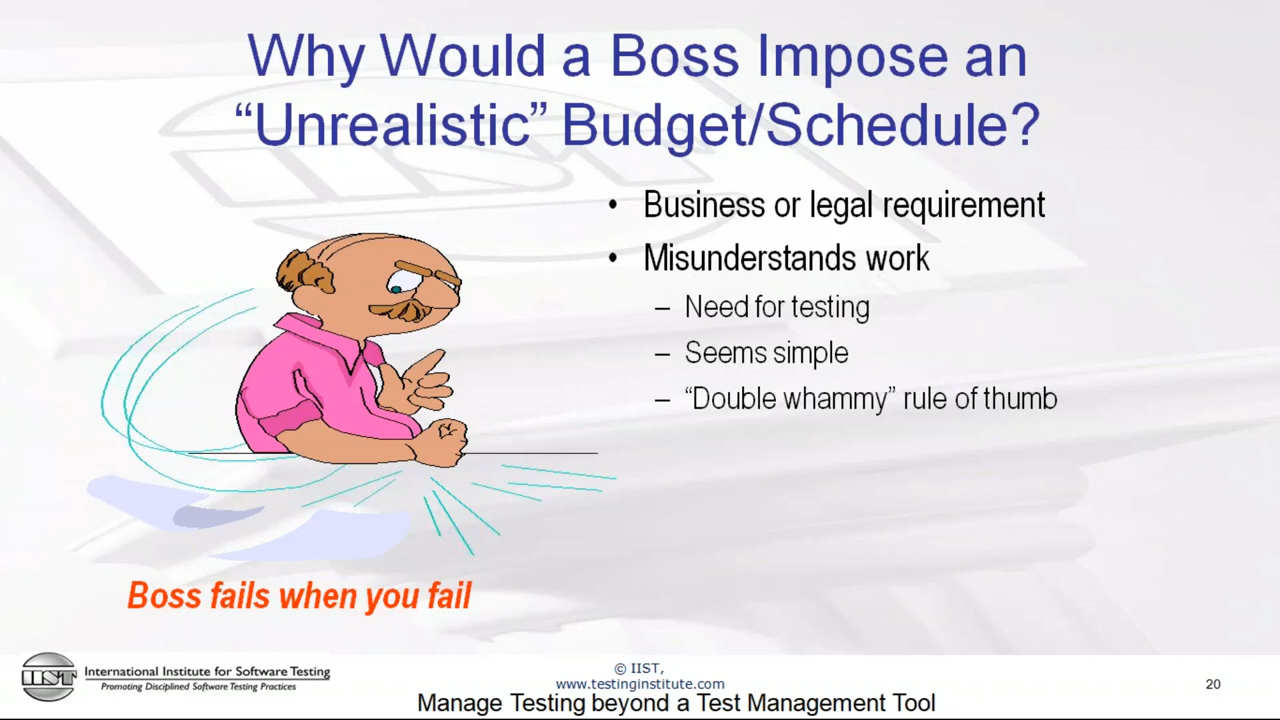 Why Would a Boss Impose an
“Unrealistic” Budget/Schedule?
• Business or legal requirement
• Misunderstands work
– Need for testing
– Seems simple
– “Double whammy” rule of thumb
Boss fails when you fail
IIST
International Institute for Software Testing
Promoting Disciplined Software Testing Practices
© IIST,
www.testinginstitute.com
Manage Testing beyond a Test Management Tool
20